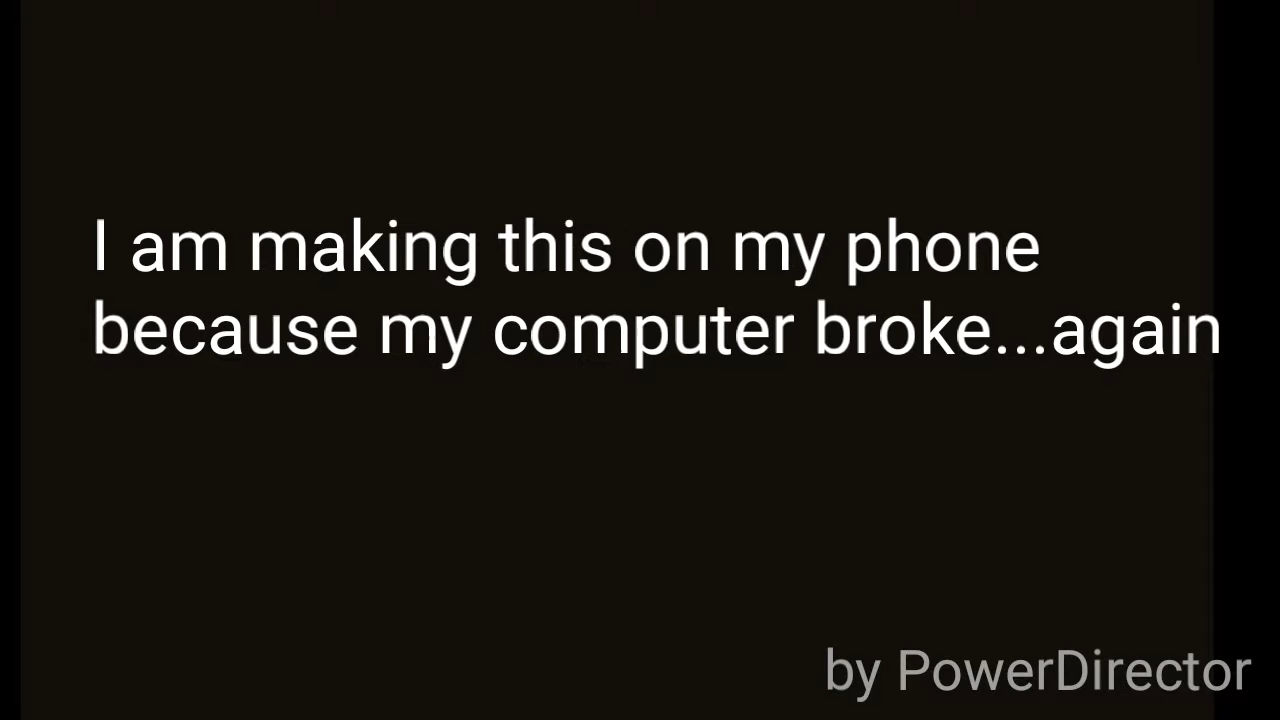 I am making this on my phone
because my computer broke...again
by PowerDirector